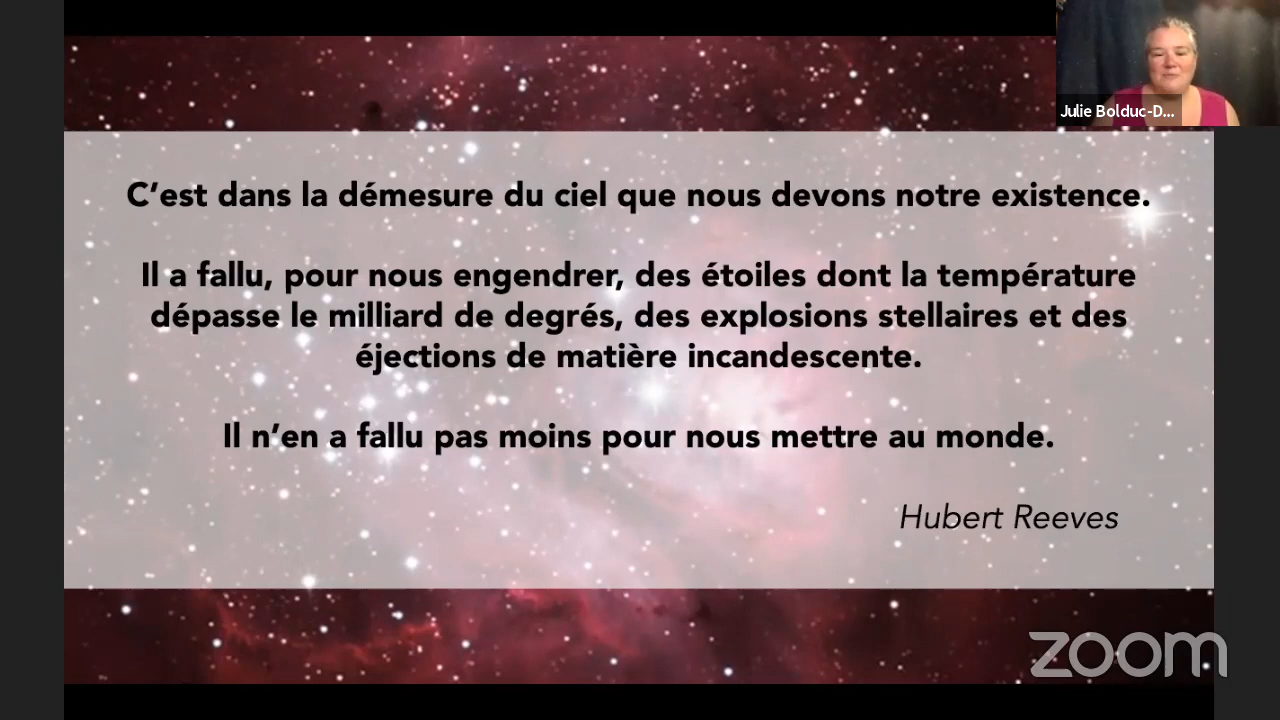 Julie Bolduc-D...
C’est dans la démesure du ciel que nous devons notre existence.
Il a fallu, pour nous engendrer, des étoiles dont la température
dépasse le milliard de degrés, des explosions stellaires et des
éjections de matière incandescente.
Il n’en a fallu pas moins pour nous mettre au monde.
Hubert Reeves
zoom